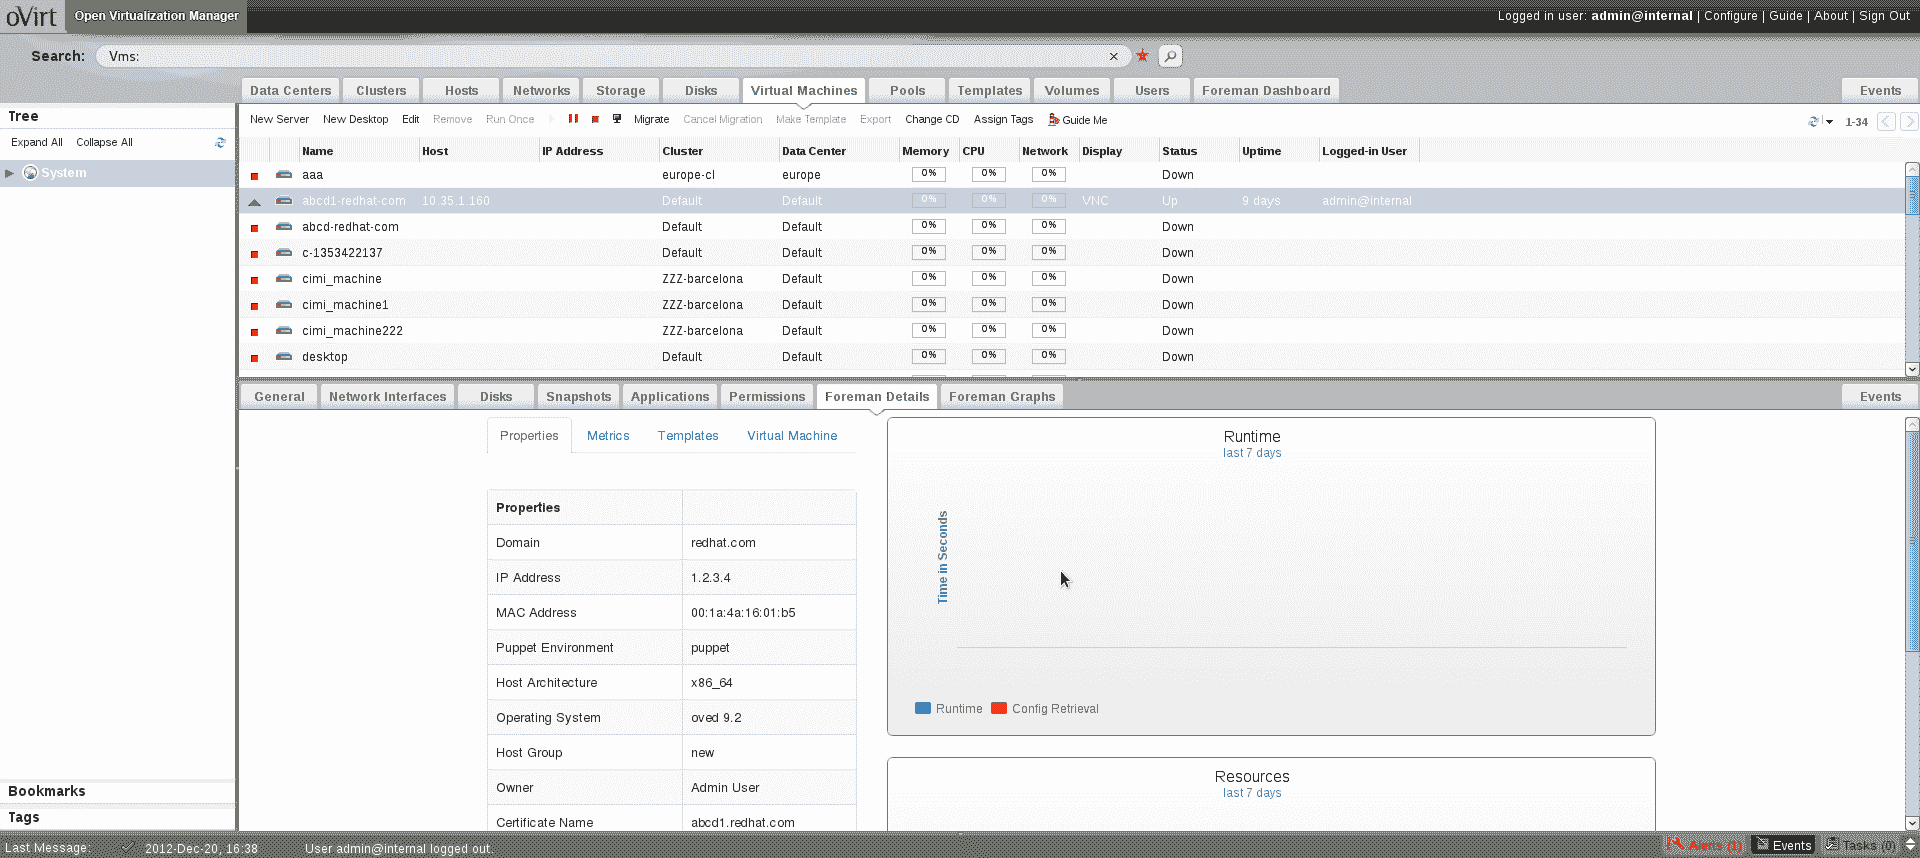 oVirt Open Virtualization Manager Logged in user: admin@internal | Configure | Guide | About | Sign Out
Search: Vms:
Data Centers Clusters Hosts Networks Storage Disks Virtual Machines Pools Templates Volumes Users Foreman Dashboard Events
Tree
Expand All Collapse All
System
New Server New Desktop Edit Remove Run Once Migrate Cancel Migration Make Template Export Change CD Assign Tags Guide Me 1-34
Name Host IP Address Cluster Data Center Memory CPU Network Display Status Uptime Logged-in User
aaa europe-cl europe 0% 0% 0% Down
abcd1-redhat-com 10.35.1.160 Default Default 0% 0% 0% VNC Up 9 days admin@internal
abcd-redhat-com Default Default 0% 0% 0% Down
c-1353422137 Default Default 0% 0% 0% Down
cimi_machine ZZZ-barcelona Default 0% 0% 0% Down
cimi_machine1 ZZZ-barcelona Default 0% 0% 0% Down
cimi_machine222 ZZZ-barcelona Default 0% 0% 0% Down
desktop Default Default 0% 0% 0% Down
General Network Interfaces Disks Snapshots Applications Permissions Foreman Details Foreman Graphs Events
Properties Metrics Templates Virtual Machine
Properties
Domain redhat.com
IP Address 1.2.3.4
MAC Address 00:1a:4a:16:01:b5
Puppet Environment puppet
Host Architecture x86_64
Operating System oved 9.2
Host Group new
Owner Admin User
Certificate Name abcd1.redhat.com
Runtime
last 7 days
Time in Seconds
Runtime Config Retrieval
Resources
last 7 days
Bookmarks
Tags
Last Message: 2012-Dec-20, 16:38 User admin@internal logged out. (1) Events Tasks (0)